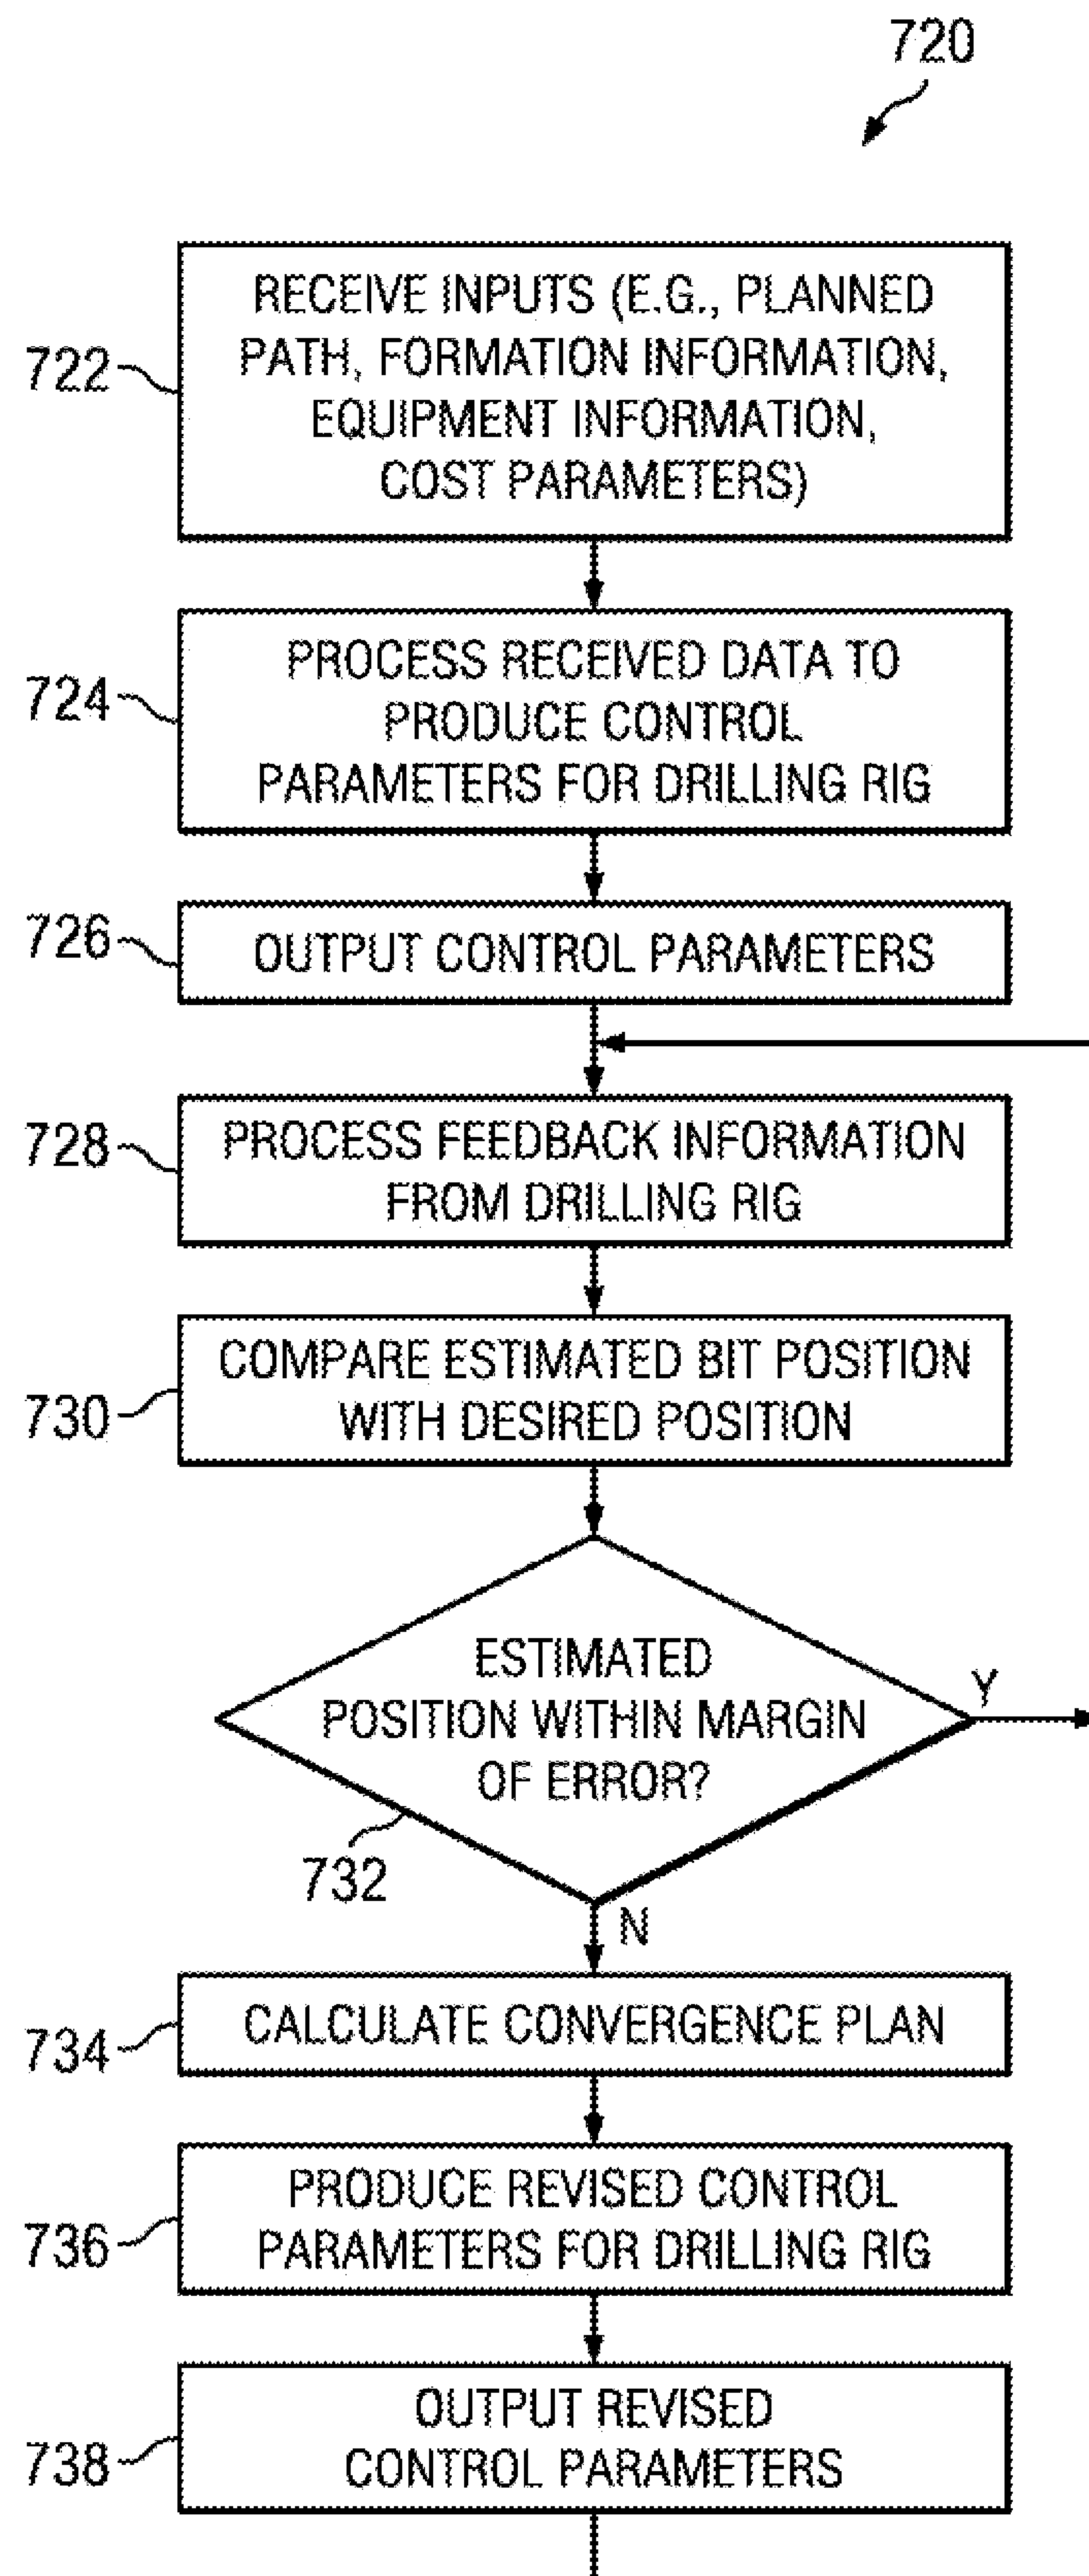 720
722
RECEIVE INPUTS (E.G., PLANNED
PATH, FORMATION INFORMATION,
EQUIPMENT INFORMATION,
COST PARAMETERS)
724
PROCESS RECEIVED DATA TO
PRODUCE CONTROL
PARAMETERS FOR DRILLING RIG
726
OUTPUT CONTROL PARAMETERS
728
PROCESS FEEDBACK INFORMATION
FROM DRILLING RIG
730
COMPARE ESTIMATED BIT POSITION
WITH DESIRED POSITION
ESTIMATED
POSITION WITHIN MARGIN
OF ERROR?
Y
732
N
734
CALCULATE CONVERGENCE PLAN
736
PRODUCE REVISED CONTROL
PARAMETERS FOR DRILLING RIG
738
OUTPUT REVISED
CONTROL PARAMETERS